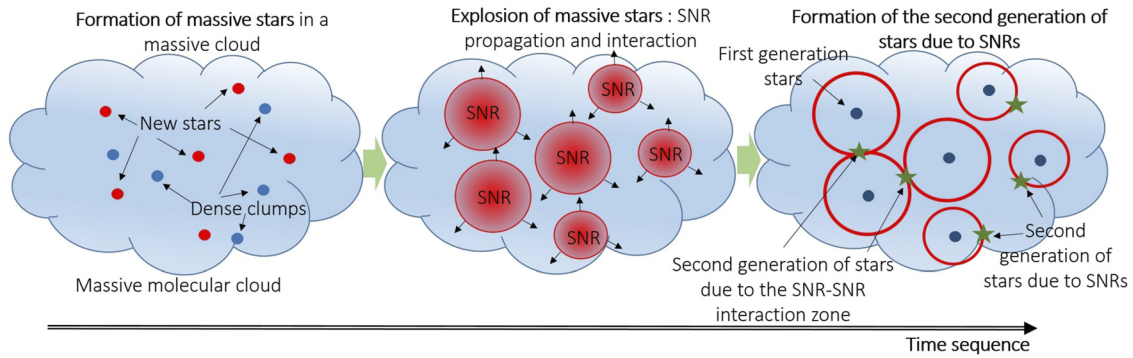 Formation of massive stars in a
massive cloud
New stars
Dense clumps
Massive molecular cloud
Explosion of massive stars : SNR
propagation and interaction
SNR
SNR
SNR
SNR
SNR
SNR
Formation of the second generation of
stars due to SNRs
First generation
stars
Second generation of stars
due to the SNR-SNR
interaction zone
Second
generation of
stars due to SNRs
Time sequence